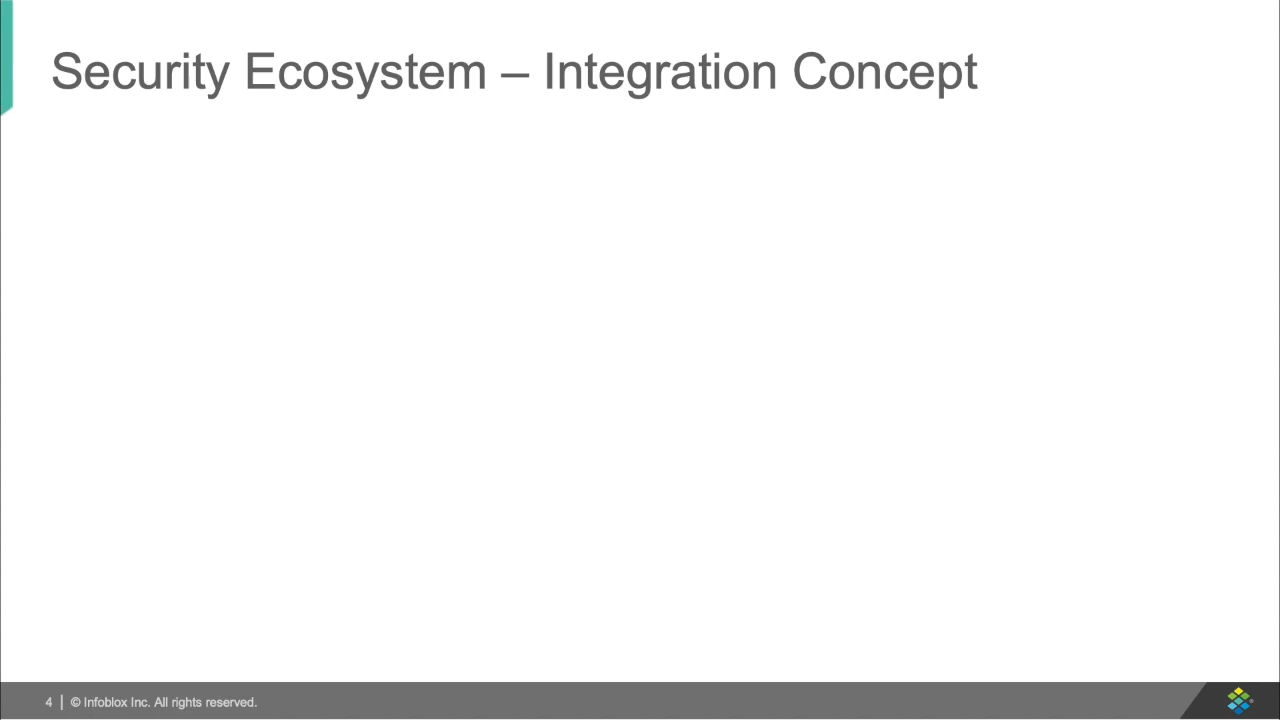 Security Ecosystem – Integration Concept
4 | © Infoblox Inc. All rights reserved.